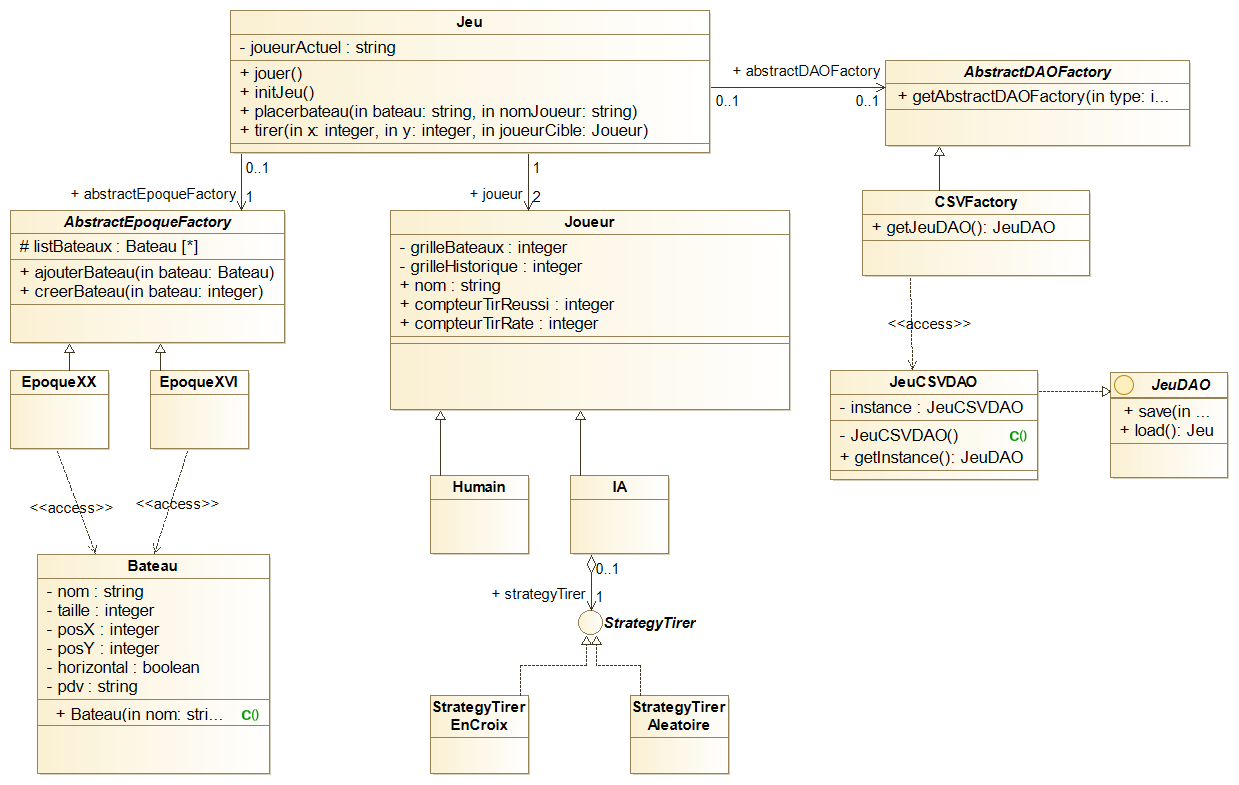 Jeu
- joueurActuel : string
+ jouer()
+ initJeu()
+ placerbateau(in bateau: string, in nomJoueur: string)
+ tirer(in x: integer, in y: integer, in joueurCible: Joueur)
+ abstractDAOFactory
0..1
0..1
AbstractDAOFactory
+ getAbstractDAOFactory(in type: i...
0..1
+ abstractEpoqueFactory
1
1
+ joueur
2
AbstractEpoqueFactory
# listBateaux : Bateau [*]
+ ajouterBateau(in bateau: Bateau)
+ creerBateau(in bateau: integer)
Joueur
- grilleBateaux : integer
- grilleHistorique : integer
+ nom : string
+ compteurTirReussi : integer
+ compteurTirRate : integer
CSVFactory
+ getJeuDAO(): JeuDAO
<<access>>
EpoqueXX
EpoqueXVI
<<access>>
<<access>>
JeuCSVDAO
- instance : JeuCSVDAO
- JeuCSVDAO() C()
+ getInstance(): JeuDAO
JeuDAO
+ save(in ...
+ load(): Jeu
Humain
IA
0..1
+ strategyTirer
1
StrategyTirer
Bateau
- nom : string
- taille : integer
- posX : integer
- posY : integer
- horizontal : boolean
- pdv : string
+ Bateau(in nom: stri... C()
StrategyTirer
EnCroix
StrategyTirer
Aleatoire